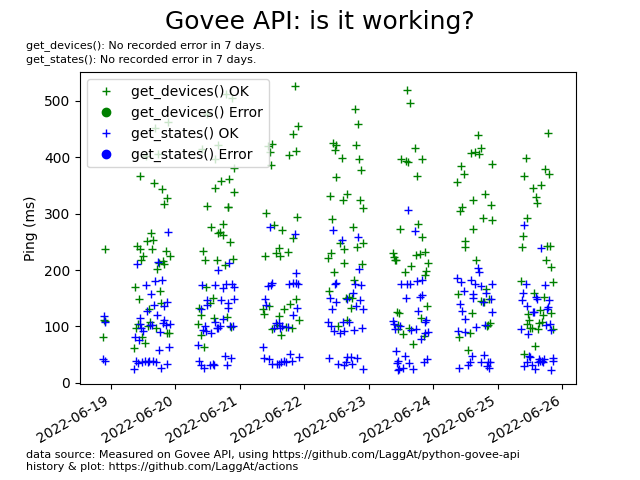 Govee API: is it working?
get_devices(): No recorded error in 7 days.
get_states(): No recorded error in 7 days.
get_devices() OK
get_devices() Error
get_states() OK
get_states() Error
Ping (ms)
500
400
300
200
100
0
2022-06-19
2022-06-20
2022-06-21
2022-06-22
2022-06-23
2022-06-24
2022-06-25
2022-06-26
data source: Measured on Govee API, using https://github.com/LaggAt/python-govee-api
history & plot: https://github.com/LaggAt/actions